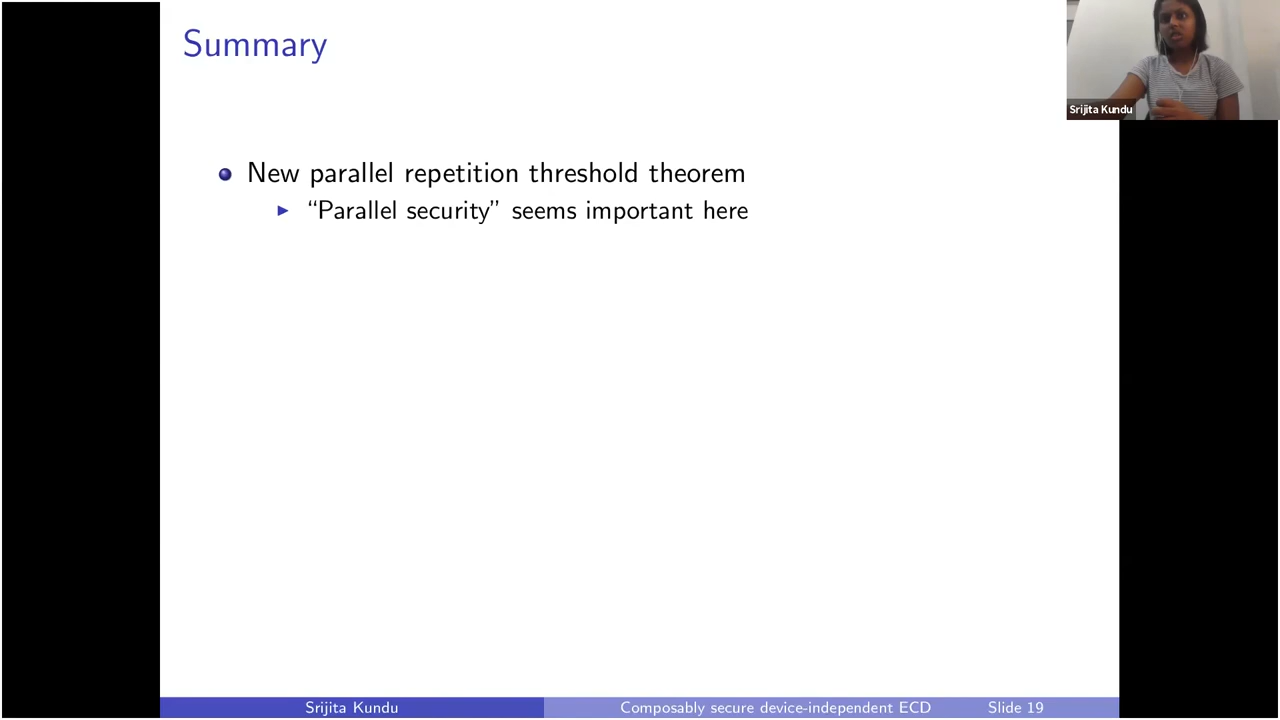 Summary
Srijita Kundu
New parallel repetition threshold theorem
“Parallel security” seems important here
Srijita Kundu Composably secure device-independent ECD Slide 19